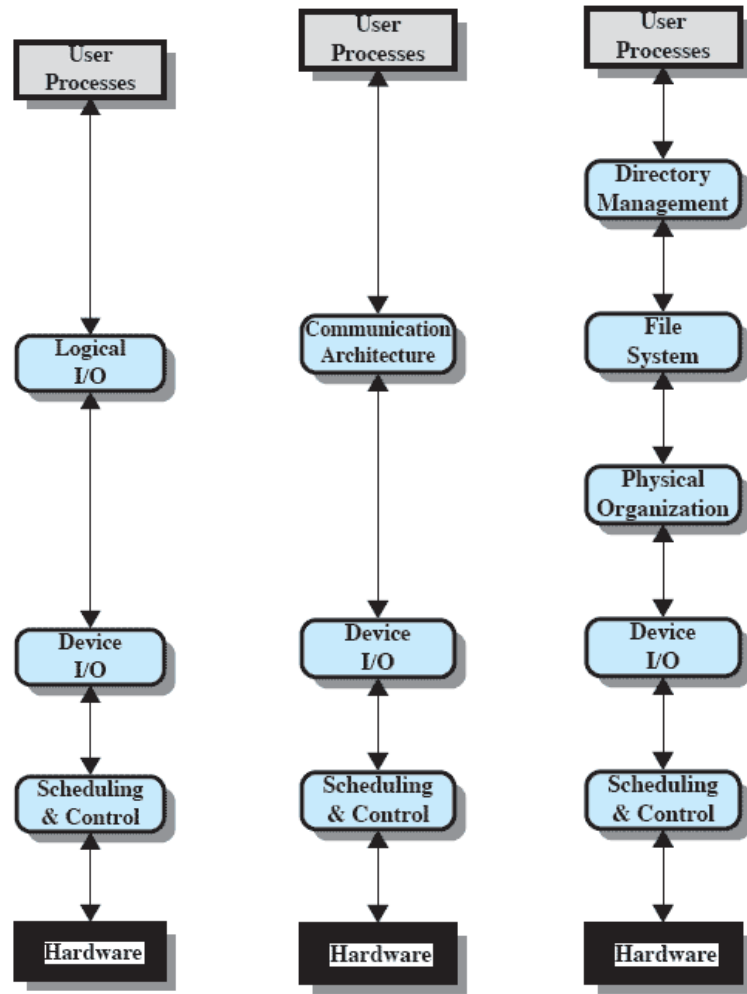 User
Processes
Logical
I/O
Device
I/O
Scheduling
& Control
Hardware
User
Processes
Communication
Architecture
Device
I/O
Scheduling
& Control
Hardware
User
Processes
Directory
Management
File
System
Physical
Organization
Device
I/O
Scheduling
& Control
Hardware